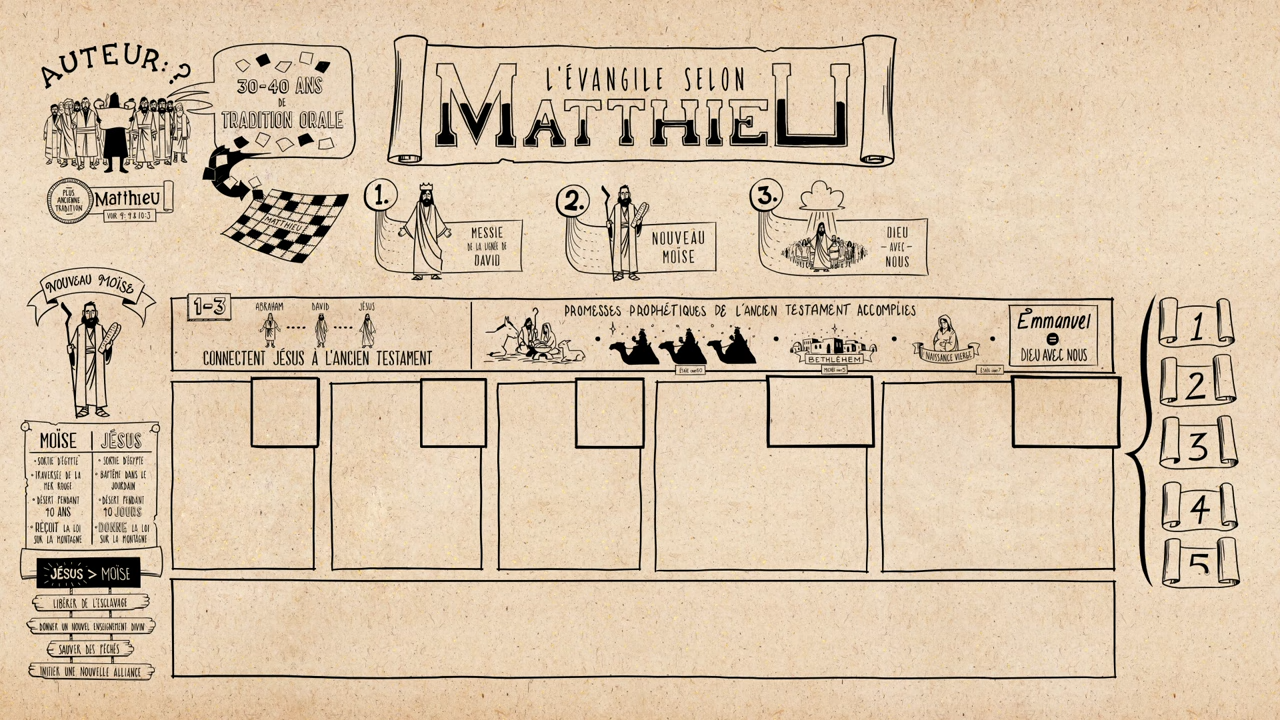 AUTEUR: ?
30-40 ANS
DE
TRADITION ORALE
PLUS
ANCIENNE
TRADITION
Matthieu
VOIR 9:9 & 10:3
MATTHIEU
L'ÉVANGILE SELON
MATTHIEU
1.
MESSIE
DE LA LIGNÉE DE
DAVID
2.
NOUVEAU
MOÏSE
3.
DIEU
-AVEC-
NOUS
NOUVEAU MOÏSE
MOÏSE
• SORTIE D'ÉGYPTE
• TRAVERSÉE DE LA
MER ROUGE
• DÉSERT PENDANT
40 ANS
• REÇOIT LA LOI
SUR LA MONTAGNE
JÉSUS
• SORTIE D'ÉGYPTE
• BAPTÊME DANS LE
JOURDAIN
• DÉSERT PENDANT
40 JOURS
• DONNE LA LOI
SUR LA MONTAGNE
JÉSUS > MOÏSE
LIBÉRER DE L'ESCLAVAGE
DONNER UN NOUVEL ENSEIGNEMENT DIVIN
SAUVER DES PÉCHÉS
INITIER UNE NOUVELLE ALLIANCE
1-3
ABRAHAM
DAVID
JÉSUS
CONNECTENT JÉSUS À L'ANCIEN TESTAMENT
PROMESSES PROPHÉTIQUES DE L'ANCIEN TESTAMENT ACCOMPLIES
BETHLÉHEM
NAISSANCE VIERGE
Emmanuel
=
DIEU AVEC NOUS
1
2
3
4
5